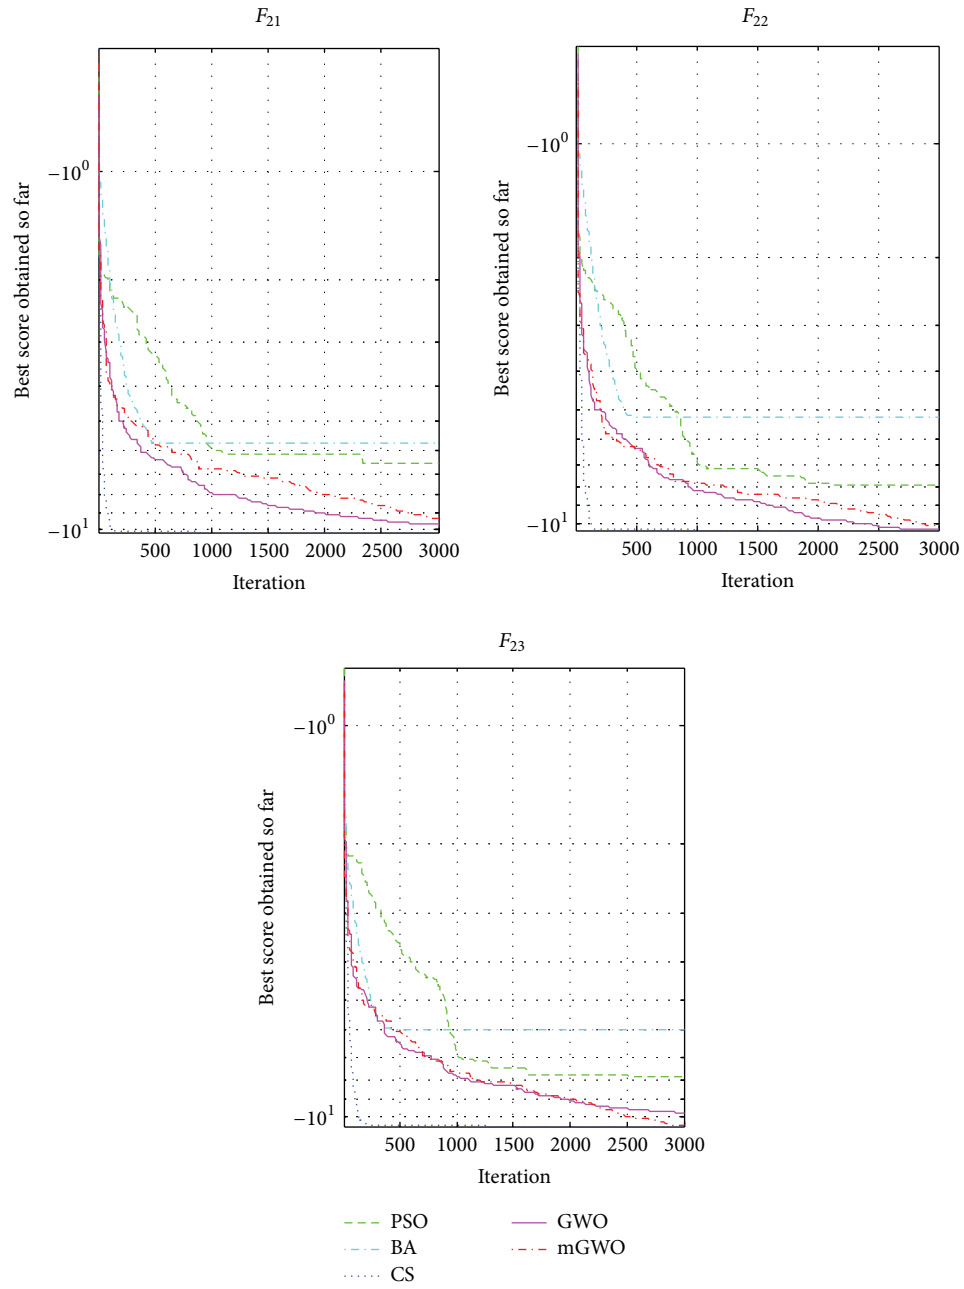 F21
Best score obtained so far
−10^0
−10^1
500 1000 1500 2000 2500 3000
Iteration
F22
Best score obtained so far
−10^0
−10^1
500 1000 1500 2000 2500 3000
Iteration
F23
Best score obtained so far
−10^0
−10^1
500 1000 1500 2000 2500 3000
Iteration
PSO
BA
CS
GWO
mGWO